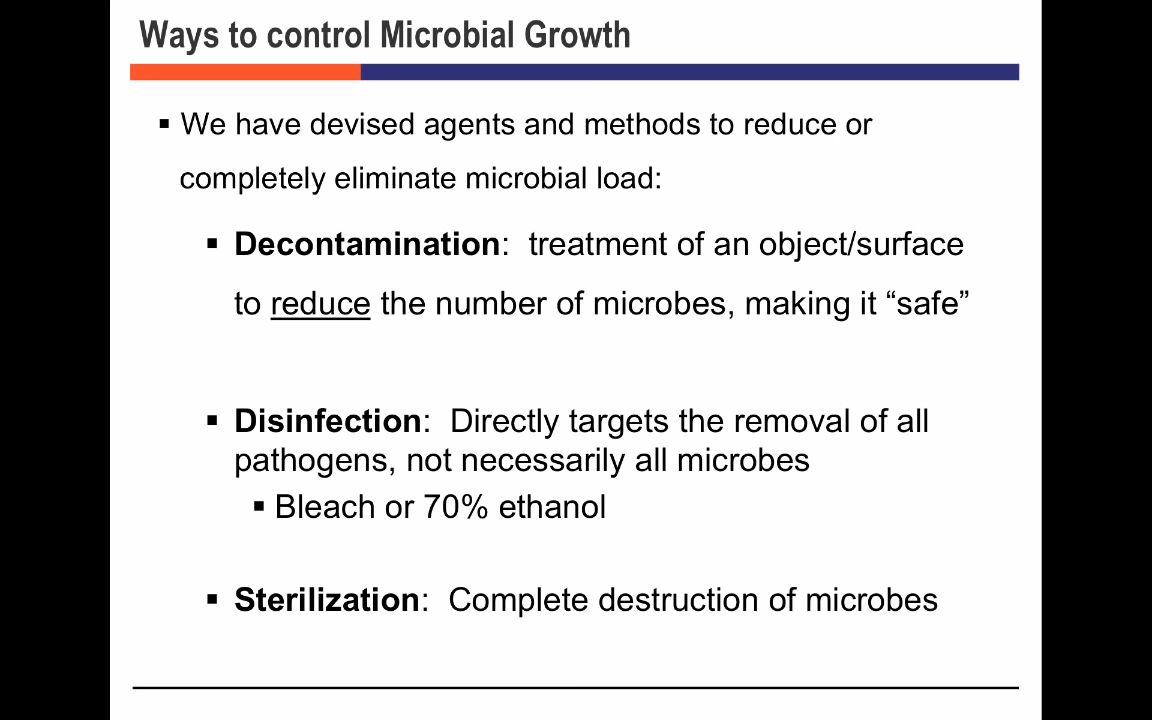 Ways to control Microbial Growth
▪ We have devised agents and methods to reduce or
completely eliminate microbial load:
▪ Decontamination:  treatment of an object/surface
to reduce the number of microbes, making it “safe”
▪ Disinfection:  Directly targets the removal of all
pathogens, not necessarily all microbes
▪ Bleach or 70% ethanol
▪ Sterilization:  Complete destruction of microbes